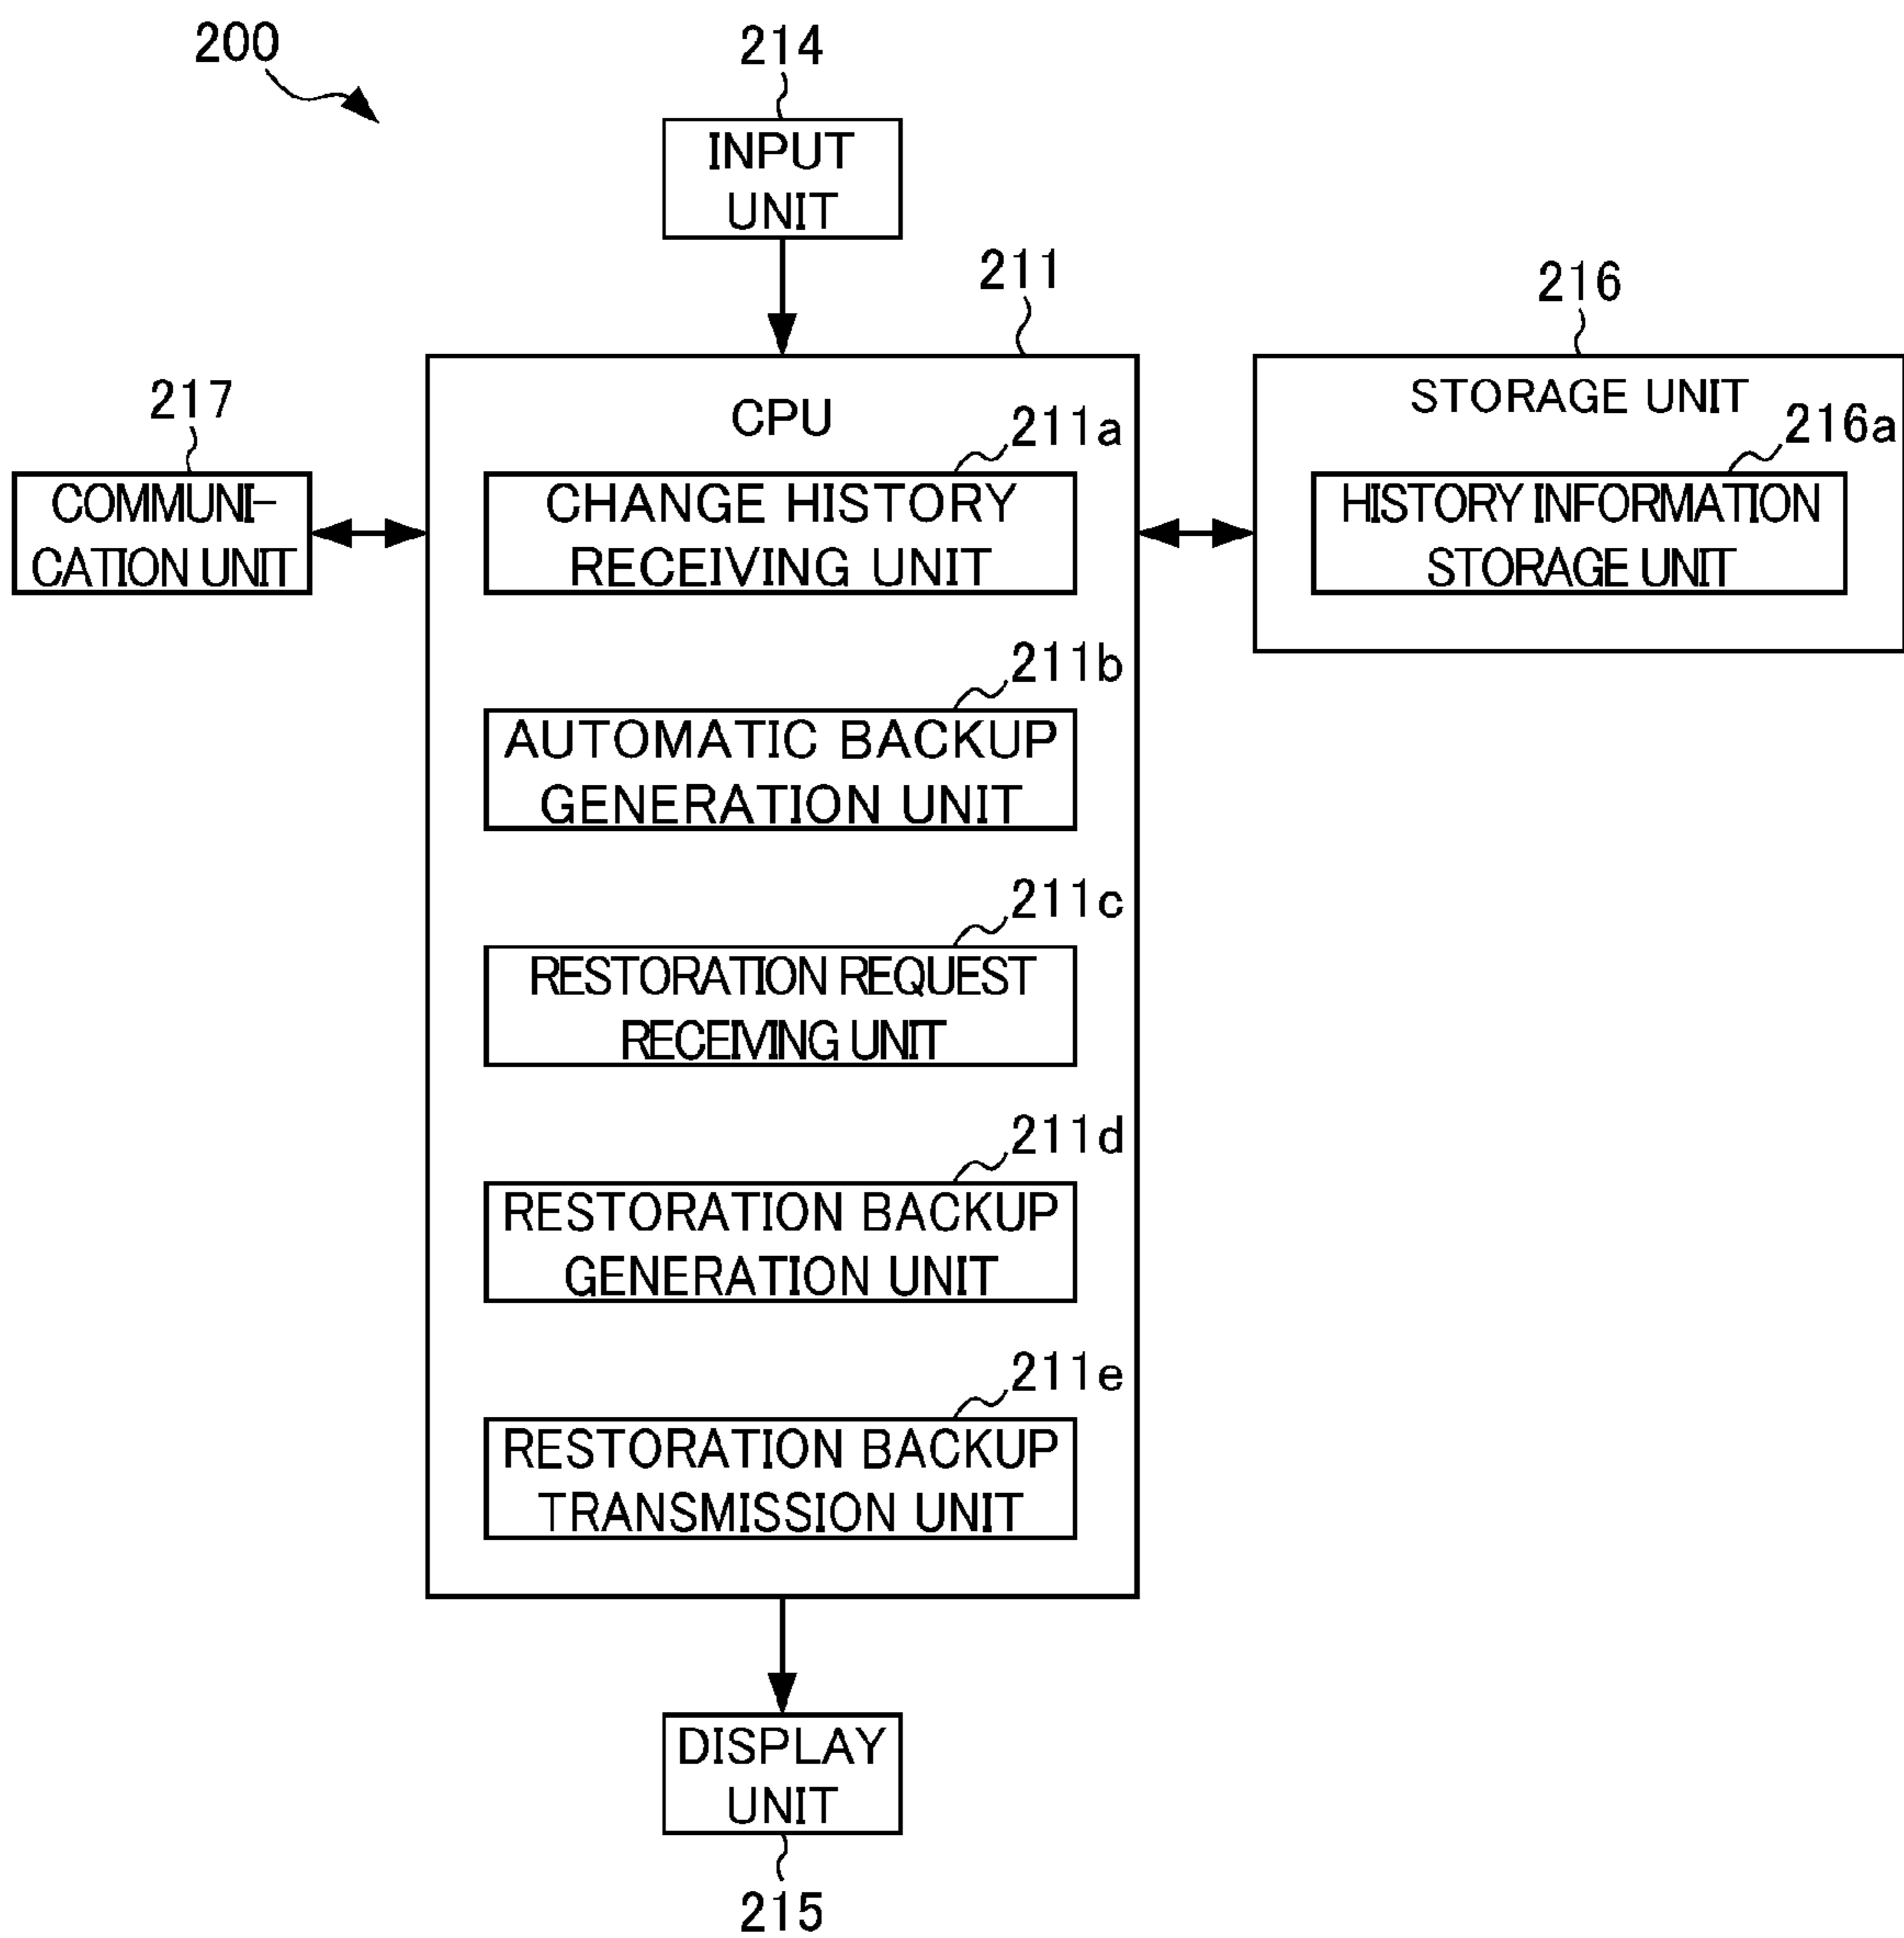 200
214
INPUT
UNIT
211
216
217
CPU
211a
STORAGE UNIT
216a
COMMUNI-
CATION UNIT
CHANGE HISTORY
RECEIVING UNIT
HISTORY INFORMATION
STORAGE UNIT
211b
AUTOMATIC BACKUP
GENERATION UNIT
211c
RESTORATION REQUEST
RECEIVING UNIT
211d
RESTORATION BACKUP
GENERATION UNIT
211e
RESTORATION BACKUP
TRANSMISSION UNIT
DISPLAY
UNIT
215